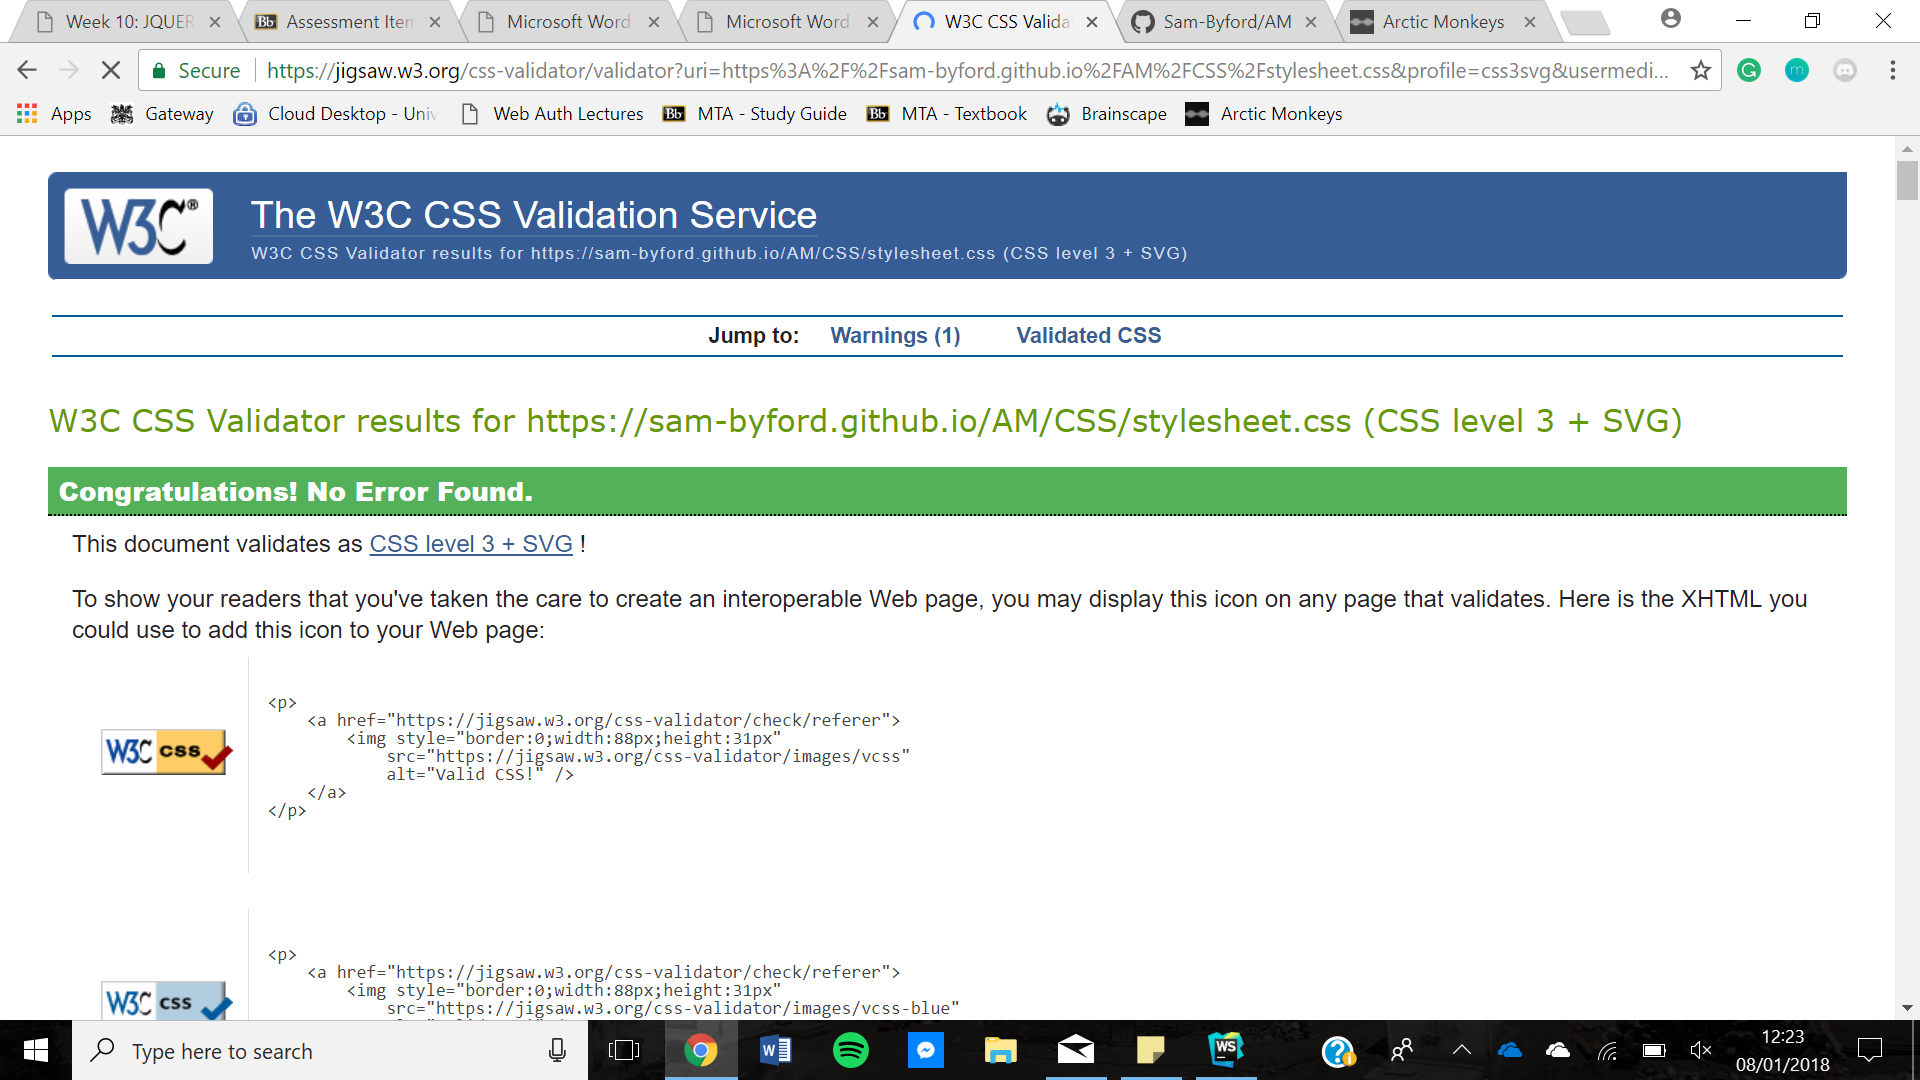 Week 10: JQUER
Assessment Item
Microsoft Word
Microsoft Word
W3C CSS Valida
Sam-Byford/AM
Arctic Monkeys
Secure
https://jigsaw.w3.org/css-validator/validator?uri=https%3A%2F%2Fsam-byford.github.io%2FAM%2FCSS%2Fstylesheet.css&profile=css3svg&usermedi...
Apps
Gateway
Cloud Desktop - Univ
Web Auth Lectures
Bb
MTA - Study Guide
Bb
MTA - Textbook
Brainscape
Arctic Monkeys
W3C®
The W3C CSS Validation Service
W3C CSS Validator results for https://sam-byford.github.io/AM/CSS/stylesheet.css (CSS level 3 + SVG)
Jump to: Warnings (1) Validated CSS
W3C CSS Validator results for https://sam-byford.github.io/AM/CSS/stylesheet.css (CSS level 3 + SVG)
Congratulations! No Error Found.
This document validates as CSS level 3 + SVG !
To show your readers that you've taken the care to create an interoperable Web page, you may display this icon on any page that validates. Here is the XHTML you
could use to add this icon to your Web page:
W3C css
<p>
<a href="https://jigsaw.w3.org/css-validator/check/referer">
<img style="border:0;width:88px;height:31px"
src="https://jigsaw.w3.org/css-validator/images/vcss"
alt="Valid CSS!" />
</a>
</p>
W3C css
<p>
<a href="https://jigsaw.w3.org/css-validator/check/referer">
<img style="border:0;width:88px;height:31px"
src="https://jigsaw.w3.org/css-validator/images/vcss-blue"
Type here to search
WS
12:23
08/01/2018